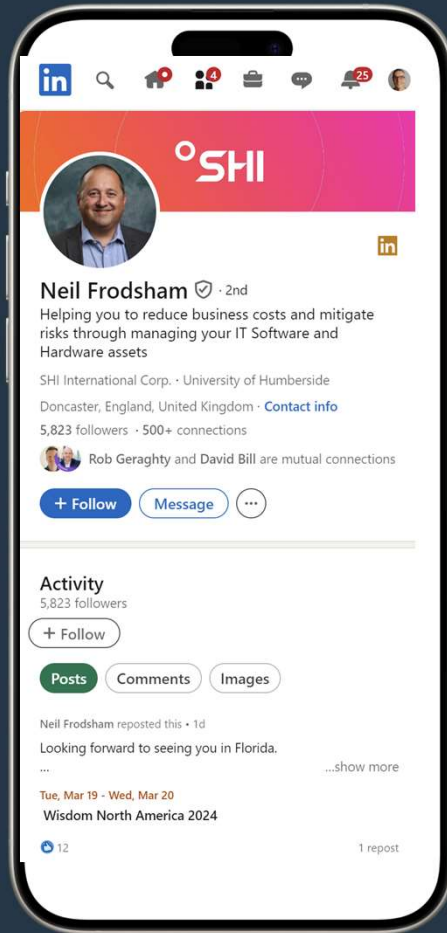 in
4
25
°SHI
in
Neil Frodsham · 2nd
Helping you to reduce business costs and mitigate
risks through managing your IT Software and
Hardware assets
SHI International Corp. · University of Humberside
Doncaster, England, United Kingdom · Contact info
5,823 followers · 500+ connections
Rob Geraghty and David Bill are mutual connections
+ Follow
Message
...
Activity
5,823 followers
+ Follow
Posts
Comments
Images
Neil Frodsham reposted this • 1d
Looking forward to seeing you in Florida.
... ...show more
Tue, Mar 19 - Wed, Mar 20
Wisdom North America 2024
12 1 repost